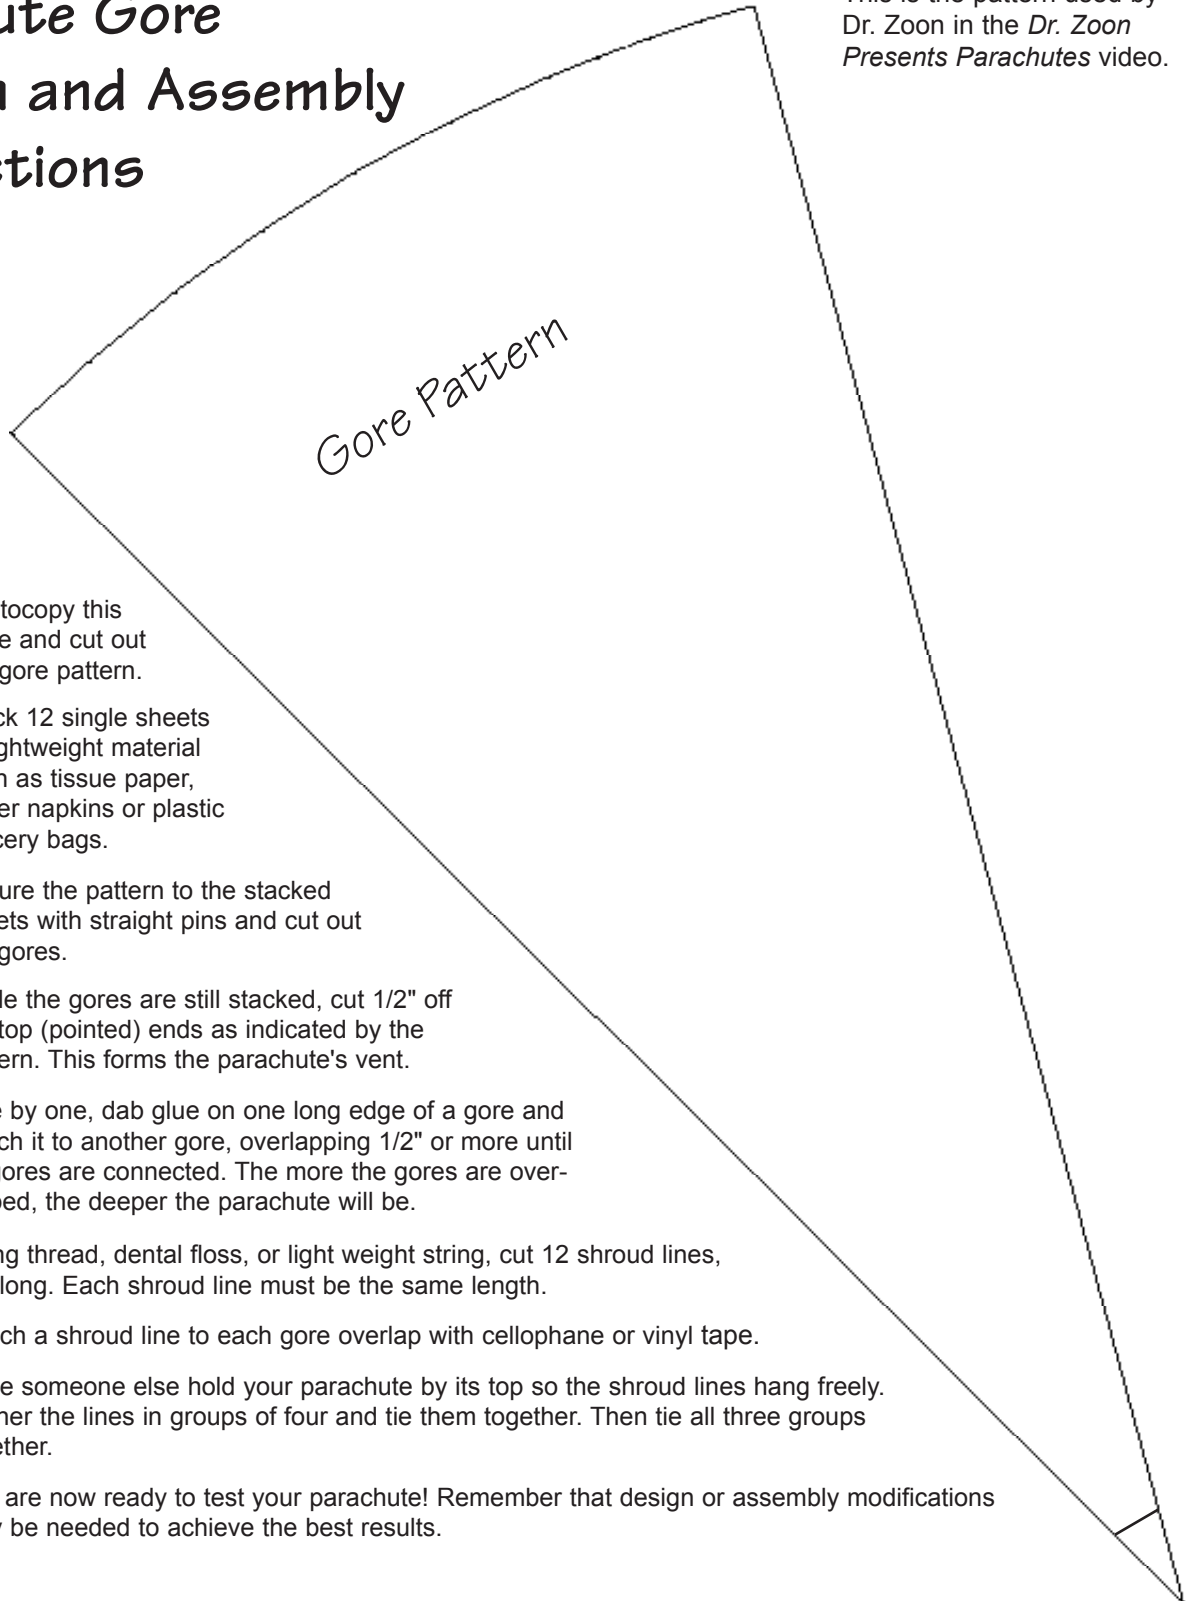 ute Gore
and Assembly
ctions
This is the pattern used by
Dr. Zoon in the Dr. Zoon
Presents Parachutes video.
Gore Pattern
tocopy this
e and cut out
gore pattern.
ck 12 single sheets
ghtweight material
h as tissue paper,
er napkins or plastic
cery bags.
ure the pattern to the stacked
ets with straight pins and cut out
gores.
le the gores are still stacked, cut 1/2" off
top (pointed) ends as indicated by the
ern. This forms the parachute's vent.
e by one, dab glue on one long edge of a gore and
ch it to another gore, overlapping 1/2" or more until
gores are connected. The more the gores are over-
ped, the deeper the parachute will be.
ng thread, dental floss, or light weight string, cut 12 shroud lines,
long. Each shroud line must be the same length.
ch a shroud line to each gore overlap with cellophane or vinyl tape.
e someone else hold your parachute by its top so the shroud lines hang freely.
her the lines in groups of four and tie them together. Then tie all three groups
ether.
are now ready to test your parachute! Remember that design or assembly modifications
y be needed to achieve the best results.